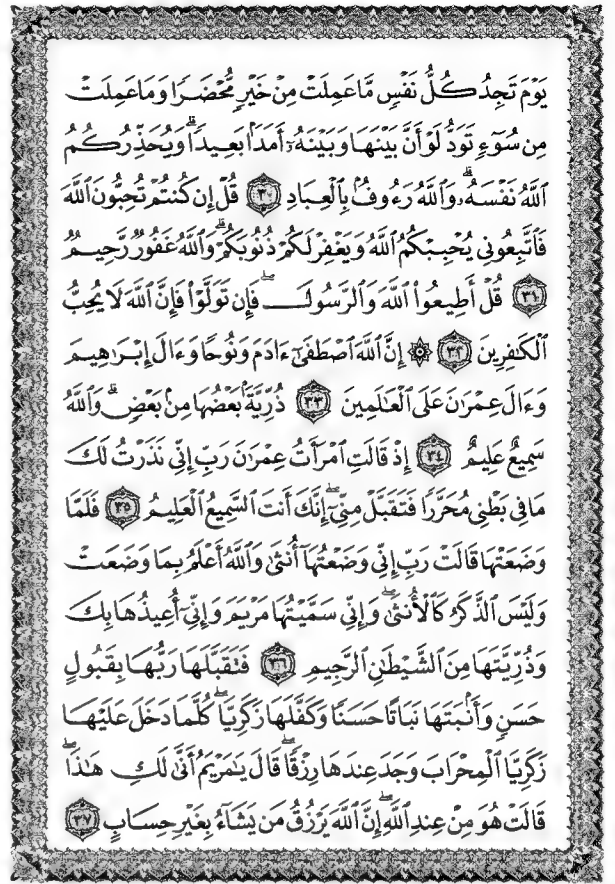 يَوْمَ تَجِدُ كُلُّ نَفْسٍ مَّا عَمِلَتْ مِنْ خَيْرٍ مُّحْضَرًا وَمَا عَمِلَتْ
مِن سُوٓءٍ تَوَدُّ لَوْ أَنَّ بَيْنَهَا وَبَيْنَهُۥٓ أَمَدَۢا بَعِيدًا ۗ وَيُحَذِّرُكُمُ
ٱللَّهُ نَفْسَهُۥ ۗ وَٱللَّهُ رَءُوفُۢ بِٱلْعِبَادِ ٣٠ قُلْ إِن كُنتُمْ تُحِبُّونَ ٱللَّهَ
فَٱتَّبِعُونِي يُحْبِبْكُمُ ٱللَّهُ وَيَغْفِرْ لَكُمْ ذُنُوبَكُمْ ۗ وَٱللَّهُ غَفُورٌ رَّحِيمٌ
٣١ قُلْ أَطِيعُوا۟ ٱللَّهَ وَٱلرَّسُولَ ۖ فَإِن تَوَلَّوْا۟ فَإِنَّ ٱللَّهَ لَا يُحِبُّ
ٱلْكَٰفِرِينَ ٣٢ ۞ إِنَّ ٱللَّهَ ٱصْطَفَىٰٓ ءَادَمَ وَنُوحًا وَءَالَ إِبْرَٰهِيمَ
وَءَالَ عِمْرَٰنَ عَلَى ٱلْعَٰلَمِينَ ٣٣ ذُرِّيَّةًۢ بَعْضُهَا مِنۢ بَعْضٍ ۗ وَٱللَّهُ
سَمِيعٌ عَلِيمٌ ٣٤ إِذْ قَالَتِ ٱمْرَأَتُ عِمْرَٰنَ رَبِّ إِنِّي نَذَرْتُ لَكَ
مَا فِي بَطْنِي مُحَرَّرًا فَتَقَبَّلْ مِنِّيٓ ۖ إِنَّكَ أَنتَ ٱلسَّمِيعُ ٱلْعَلِيمُ ٣٥ فَلَمَّا
وَضَعَتْهَا قَالَتْ رَبِّ إِنِّي وَضَعْتُهَآ أُنثَىٰ وَٱللَّهُ أَعْلَمُ بِمَا وَضَعَتْ
وَلَيْسَ ٱلذَّكَرُ كَٱلْأُنثَىٰ ۖ وَإِنِّي سَمَّيْتُهَا مَرْيَمَ وَإِنِّيٓ أُعِيذُهَا بِكَ
وَذُرِّيَّتَهَا مِنَ ٱلشَّيْطَٰنِ ٱلرَّجِيمِ ٣٦ فَتَقَبَّلَهَا رَبُّهَا بِقَبُولٍ
حَسَنٍ وَأَنۢبَتَهَا نَبَاتًا حَسَنًا وَكَفَّلَهَا زَكَرِيَّا ۖ كُلَّمَا دَخَلَ عَلَيْهَا
زَكَرِيَّا ٱلْمِحْرَابَ وَجَدَ عِندَهَا رِزْقًا ۖ قَالَ يَٰمَرْيَمُ أَنَّىٰ لَكِ هَٰذَا ۖ
قَالَتْ هُوَ مِنْ عِندِ ٱللَّهِ ۖ إِنَّ ٱللَّهَ يَرْزُقُ مَن يَشَآءُ بِغَيْرِ حِسَابٍ ٣٧